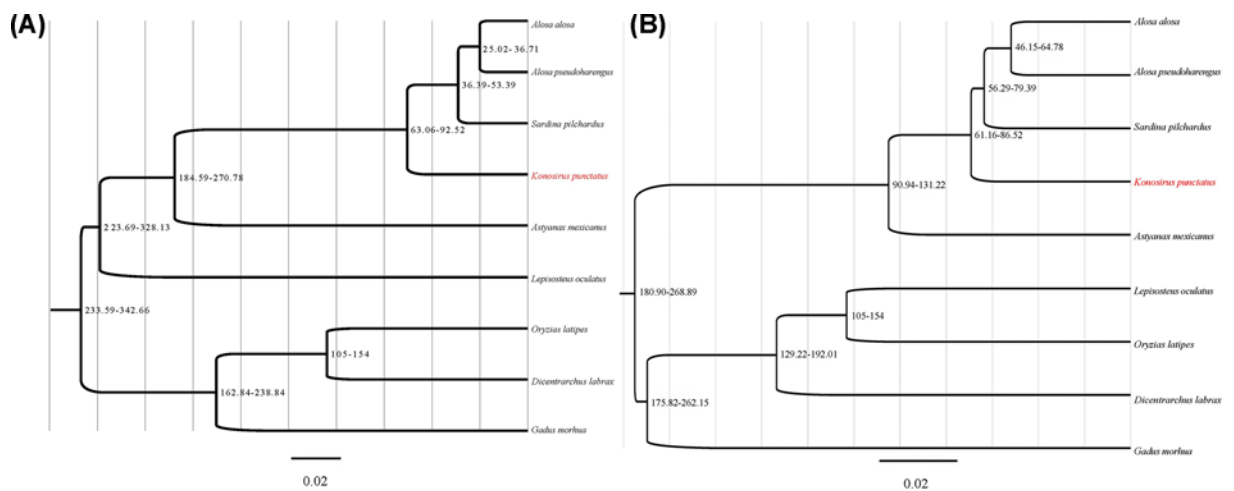 (A)
Alosa alosa
25.02-36.71
Alosa pseudoharengus
36.39-53.39
Sardina pilchardus
63.06-92.52
Konosirus punctatus
184.59-270.78
Astyanax mexicanus
223.69-328.13
Lepisosteus oculatus
233.59-342.66
Oryzias latipes
105-154
Dicentrarchus labrax
162.84-238.84
Gadus morhua
0.02
(B)
Alosa alosa
46.15-64.78
Alosa pseudoharengus
56.29-79.39
Sardina pilchardus
61.16-86.52
Konosirus punctatus
90.94-131.22
Astyanax mexicanus
180.90-268.89
Lepisosteus oculatus
105-154
Oryzias latipes
129.22-192.01
Dicentrarchus labrax
175.82-262.15
Gadus morhua
0.02